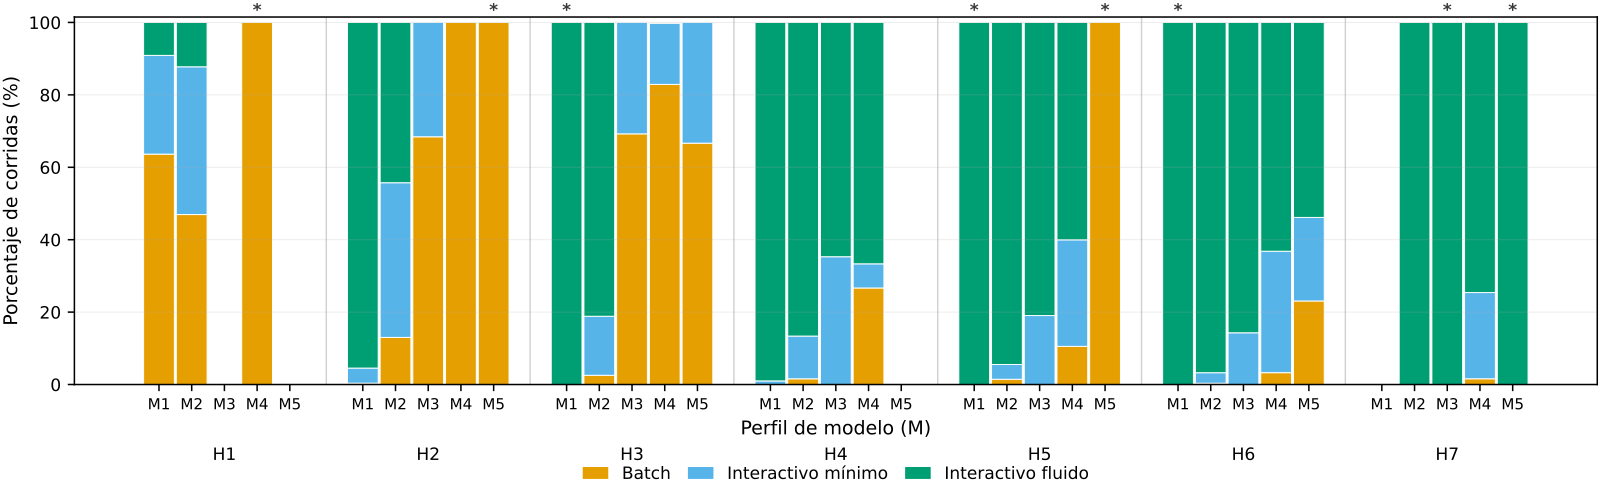 * * * * * * * *
100
80
60
40
20
0
Porcentaje de corridas (%)
M1 M2 M3 M4 M5 M1 M2 M3 M4 M5 M1 M2 M3 M4 M5 M1 M2 M3 M4 M5 M1 M2 M3 M4 M5 M1 M2 M3 M4 M5 M1 M2 M3 M4 M5
Perfil de modelo (M)
H1 H2 H3 H4 H5 H6 H7
Batch Interactivo mínimo Interactivo fluido